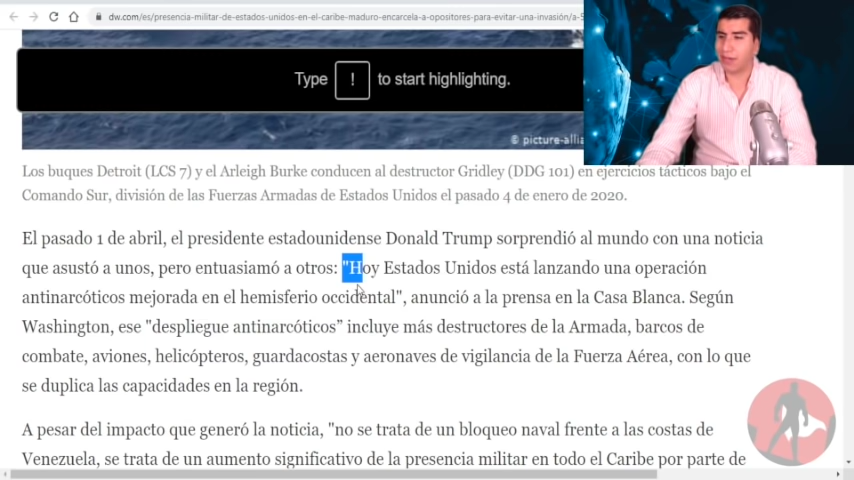 dw.com/es/presencia-militar-de-estados-unidos-en-el-caribe-maduro-encarcela-a-opositores-para-evitar-una-invasión/a-5
Type ! to start highlighting.
© picture-allia
Los buques Detroit (LCS 7) y el Arleigh Burke conducen al destructor Gridley (DDG 101) en ejercicios tácticos bajo el
Comando Sur, división de las Fuerzas Armadas de Estados Unidos el pasado 4 de enero de 2020.
El pasado 1 de abril, el presidente estadounidense Donald Trump sorprendió al mundo con una noticia
que asustó a unos, pero entuasiamó a otros: "Hoy Estados Unidos está lanzando una operación
antinarcóticos mejorada en el hemisferio occidental", anunció a la prensa en la Casa Blanca. Según
Washington, ese "despliegue antinarcóticos” incluye más destructores de la Armada, barcos de
combate, aviones, helicópteros, guardacostas y aeronaves de vigilancia de la Fuerza Aérea, con lo que
se duplica las capacidades en la región.
A pesar del impacto que generó la noticia, "no se trata de un bloqueo naval frente a las costas de
Venezuela, se trata de un aumento significativo de la presencia militar en todo el Caribe por parte de